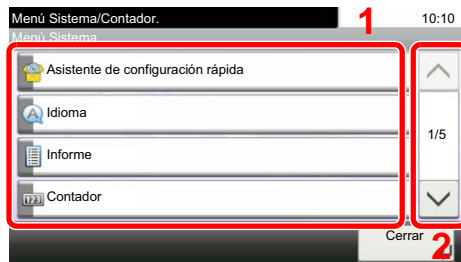 Menú Sistema/Contador.
1
10:10
Menú Sistema
Asistente de configuración rápida
Idioma
1/5
Informe
123
Contador
Cerrar
2